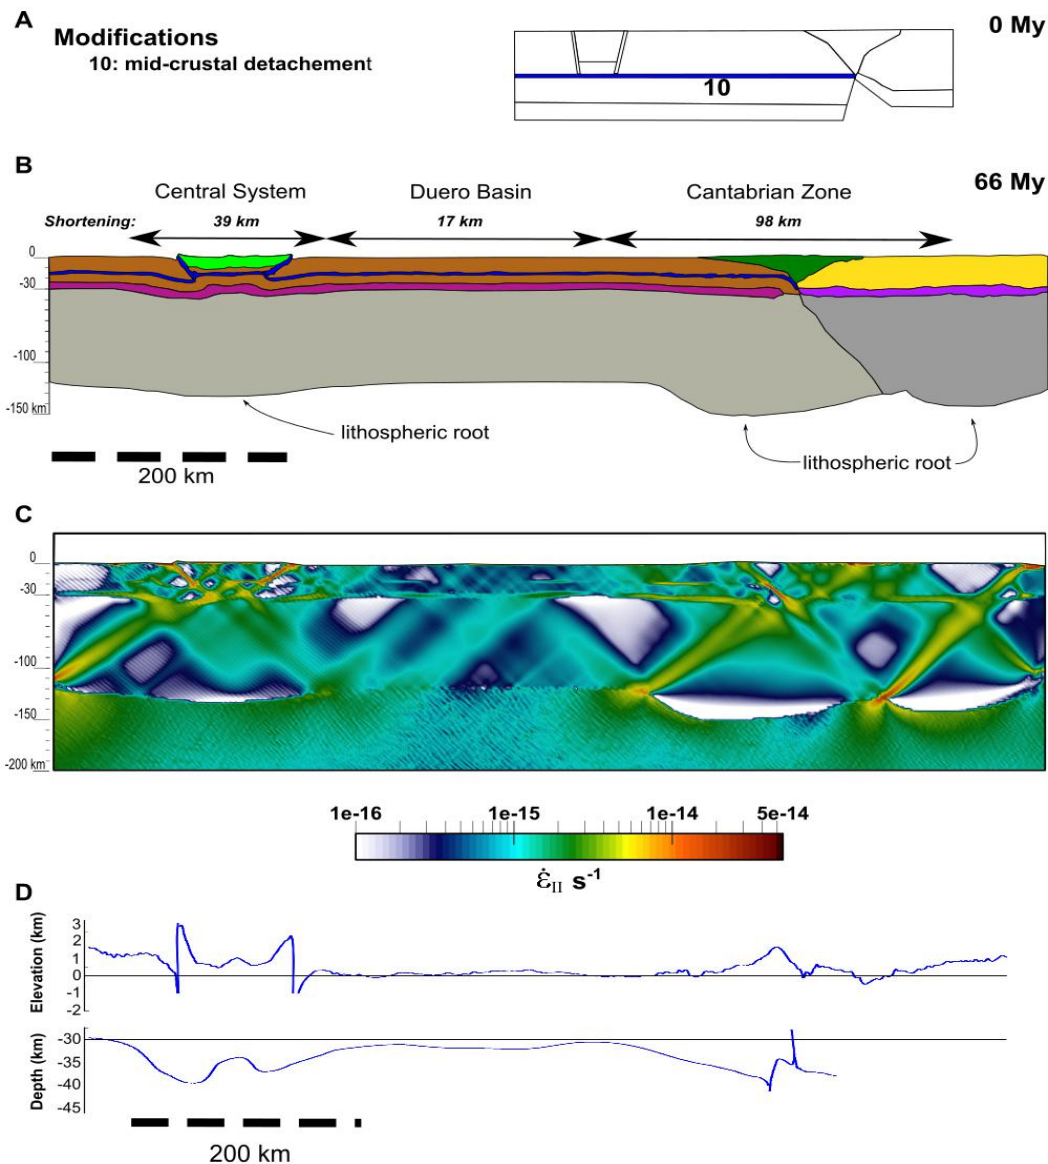 A
Modifications
10: mid-crustal detachement
0 My
10
B
66 My
Central System
Duero Basin
Cantabrian Zone
Shortening:
39 km
17 km
98 km
0
-30
-100
-150 km
lithospheric root
lithospheric root
200 km
C
0
-30
-100
-150
-200 km
1e-16
1e-15
1e-14
5e-14
ε̇II s-1
D
Elevation (km)
3
2
1
0
-1
-2
Depth (km)
-30
-35
-40
-45
200 km